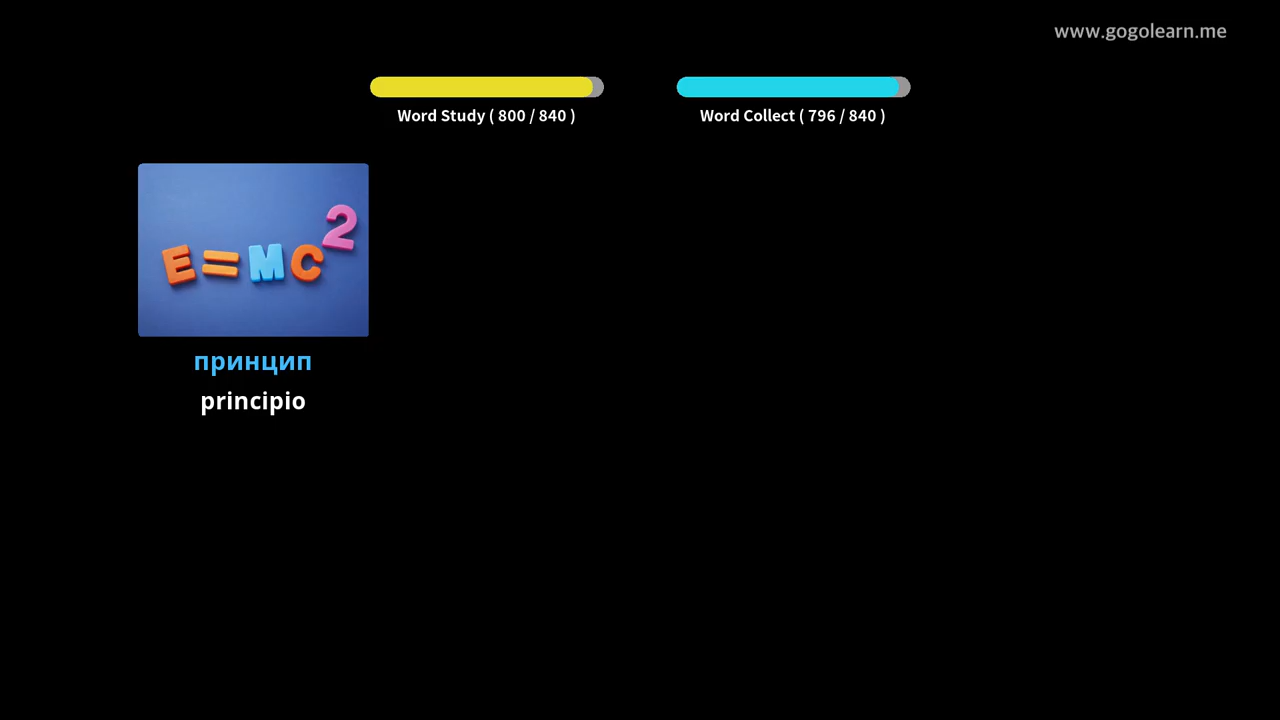 www.gogolearn.me
Word Study ( 800 / 840 )
Word Collect ( 796 / 840 )
E=MC²
принцип
principio